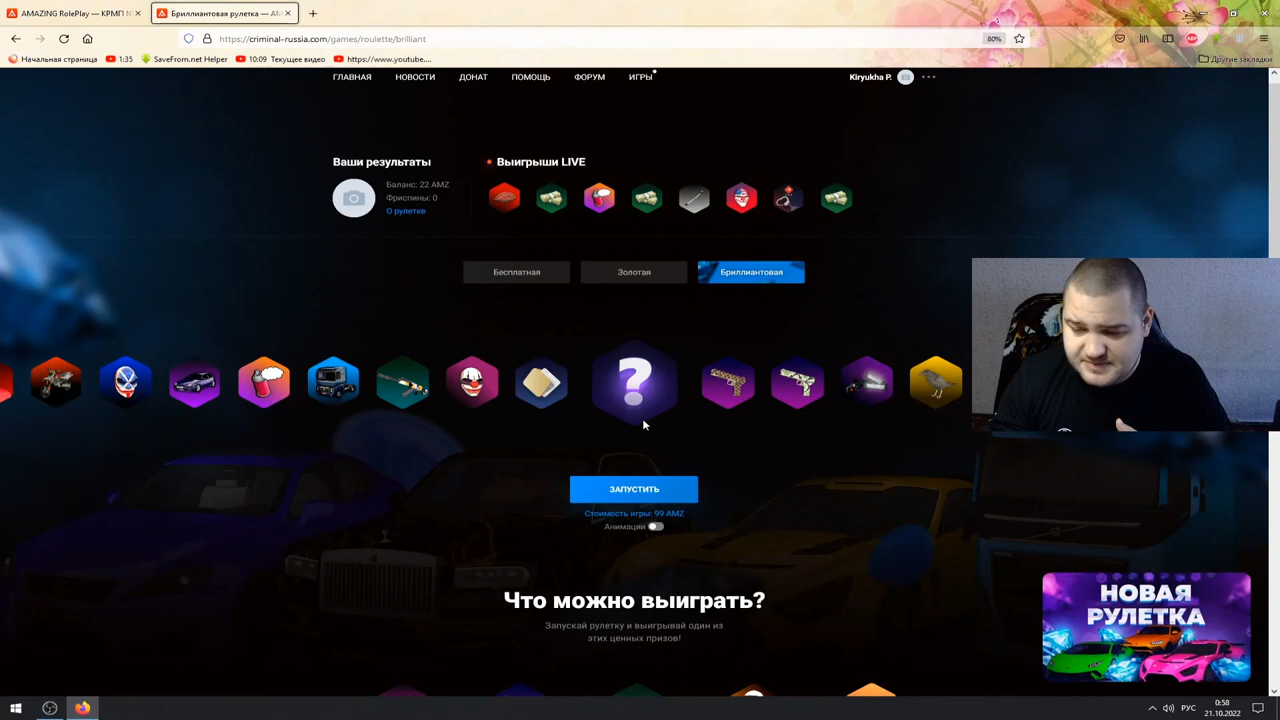 AMAZING RolePlay — КРМП
Бриллиантовая рулетка — AM
https://criminal-russia.com/games/roulette/brilliant
80%
Начальная страница
1:35
SaveFrom.net Helper
10:09 Текущее видео
https://www.youtube....
Другие закладки
ГЛАВНАЯ НОВОСТИ ДОНАТ ПОМОЩЬ ФОРУМ ИГРЫ
Kiryukha P.
Ваши результаты
Выигрыши LIVE
Баланс: 22 AMZ
Фриспины: 0
О рулетке
Бесплатная
Золотая
Бриллиантовая
?
ЗАПУСТИТЬ
Стоимость игры: 99 AMZ
Анимации
Что можно выиграть?
Запускай рулетку и выигрывай один из
этих ценных призов!
НОВАЯ
РУЛЕТКА
РУС
0:58
21.10.2022